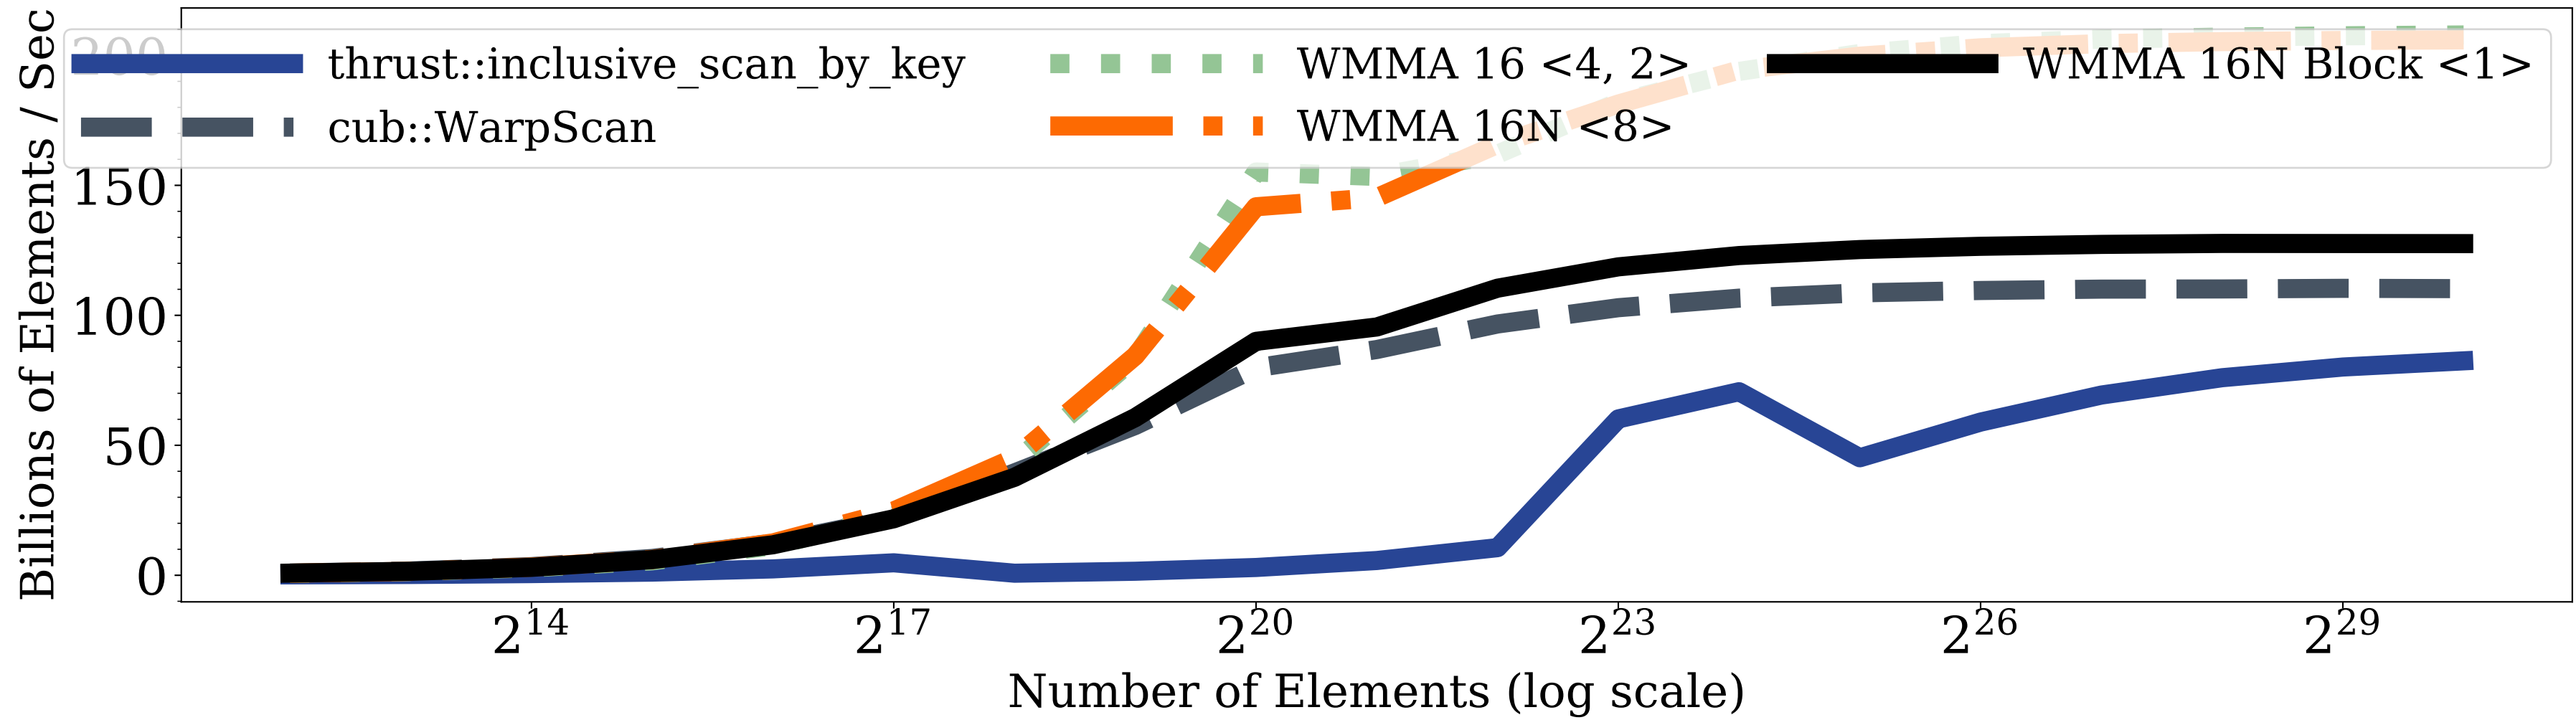 Billions of Elements / Sec
200
150
100
50
0
thrust::inclusive_scan_by_key
cub::WarpScan
WMMA 16 <4, 2>
WMMA 16N <8>
WMMA 16N Block <1>
2^14 2^17 2^20 2^23 2^26 2^29
Number of Elements (log scale)